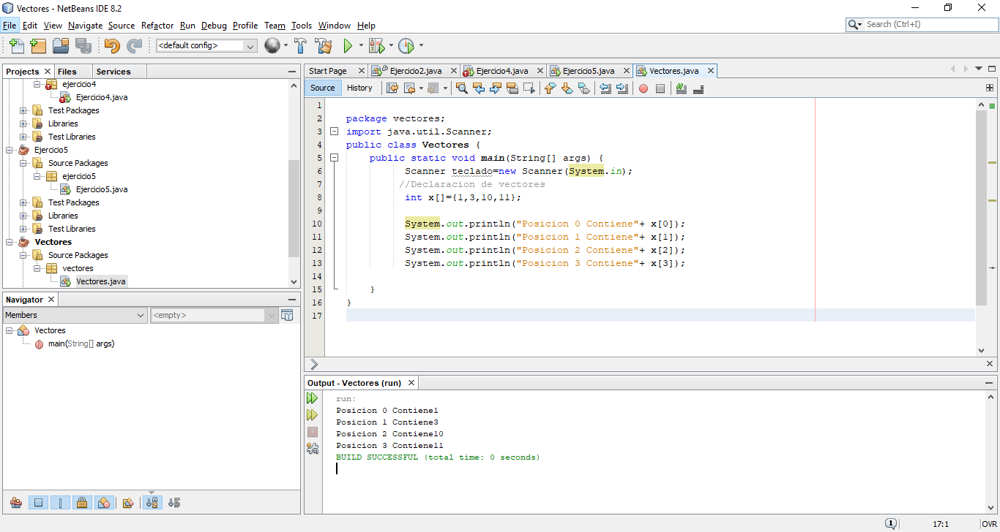 Vectores - NetBeans IDE 8.2
File Edit View Navigate Source Refactor Run Debug Profile Team Tools Window Help
Search (Ctrl+I)
<default config>
Projects Files Services
ejercicio4
Ejercicio4.java
Test Packages
Libraries
Test Libraries
Ejercicio5
Source Packages
ejercicio5
Ejercicio5.java
Test Packages
Libraries
Test Libraries
Vectores
Source Packages
vectores
Vectores.java
Navigator
Members <empty>
Vectores
main(String[] args)
Start Page Ejercicio2.java Ejercicio4.java Ejercicio5.java Vectores.java
Source History
1
2 package vectores;
3 import java.util.Scanner;
4 public class Vectores {
5 public static void main(String[] args) {
6 Scanner teclado=new Scanner(System.in);
7 //Declaracion de vectores
8 int x[]={1,3,10,11};
9
10 System.out.println("Posicion 0 Contiene"+ x[0]);
11 System.out.println("Posicion 1 Contiene"+ x[1]);
12 System.out.println("Posicion 2 Contiene"+ x[2]);
13 System.out.println("Posicion 3 Contiene"+ x[3]);
14
15 }
16 }
17
Output - Vectores (run)
run:
Posicion 0 Contiene1
Posicion 1 Contiene3
Posicion 2 Contiene10
Posicion 3 Contiene11
BUILD SUCCESSFUL (total time: 0 seconds)
1 17:1 OVR